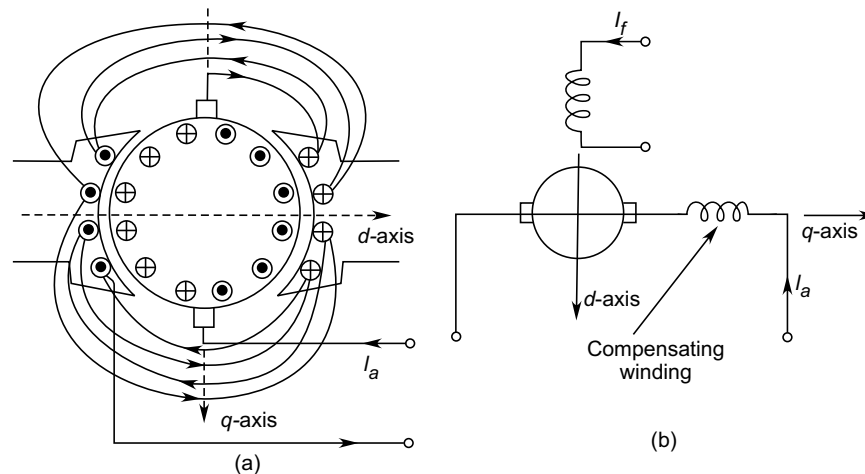 d-axis
I_a
q-axis
(a)
I_f
q-axis
d-axis
I_a
Compensating
winding
(b)